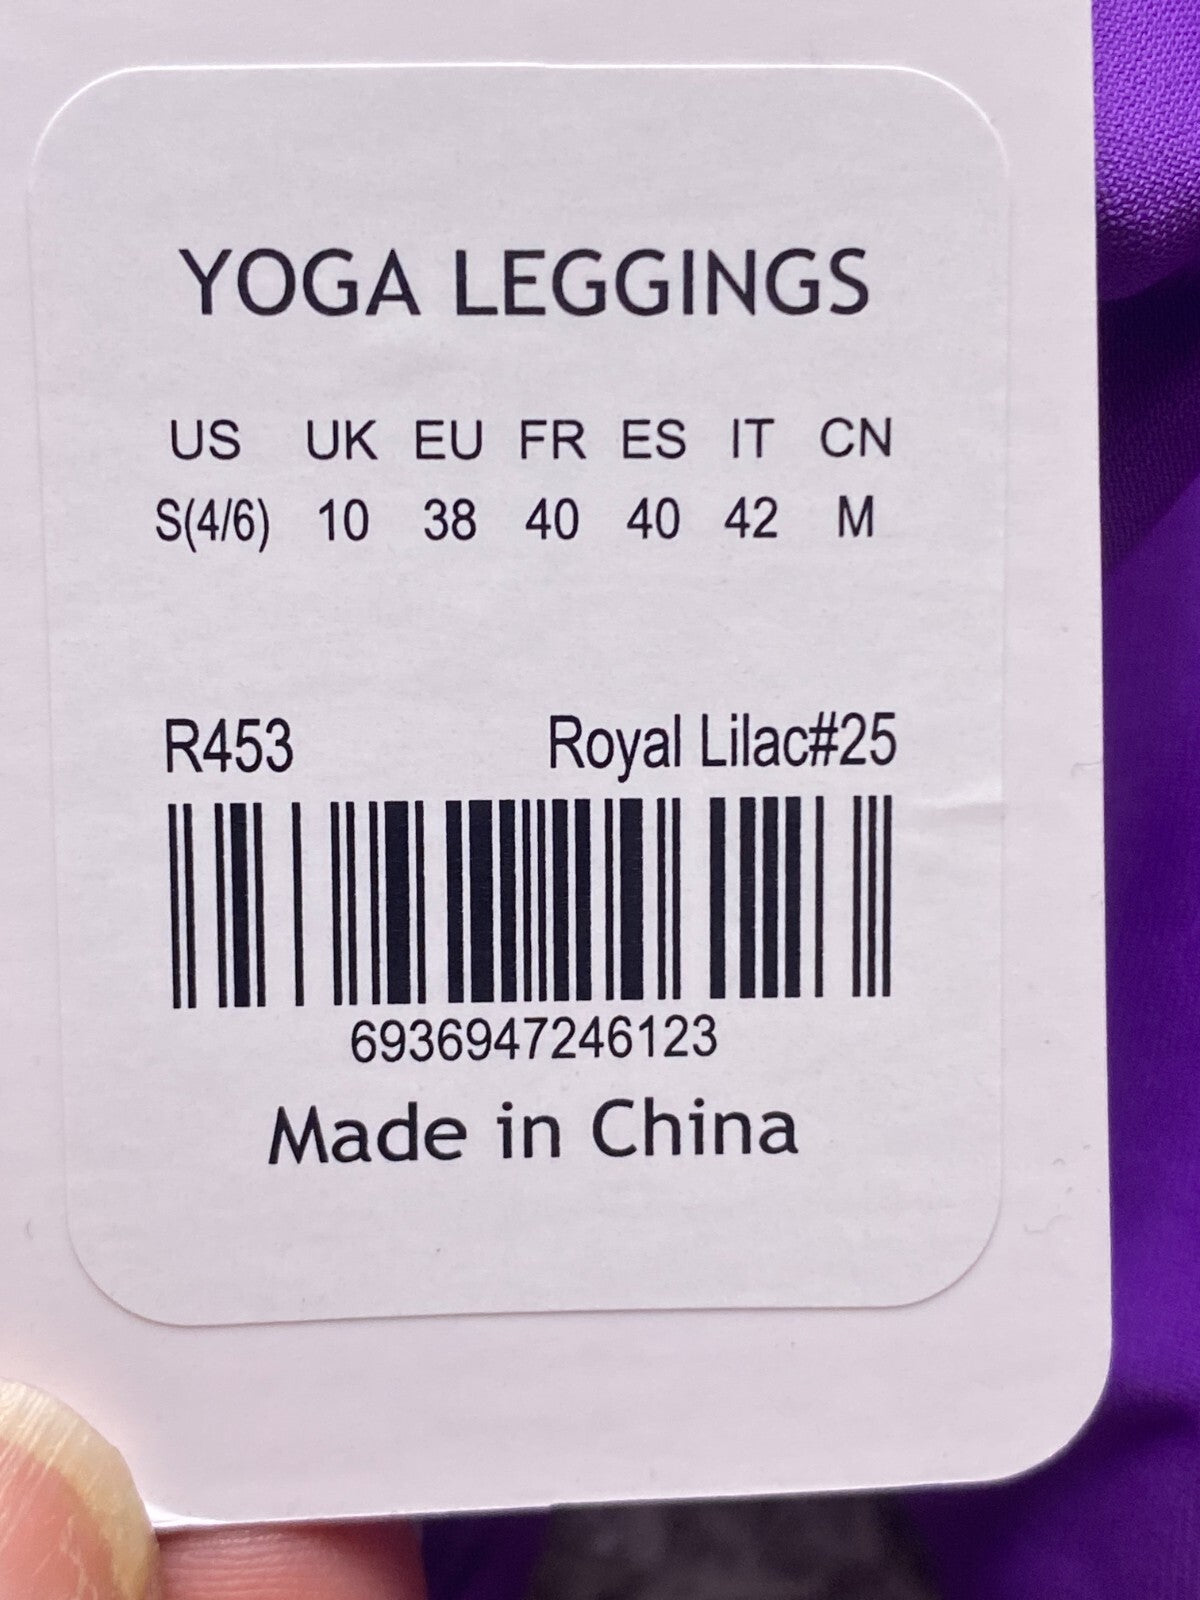 YOGA LEGGINGS
US UK EU FR ES IT CN
S(4/6) 10 38 40 40 42 M
R453 Royal Lilac#25
6936947246123
Made in China